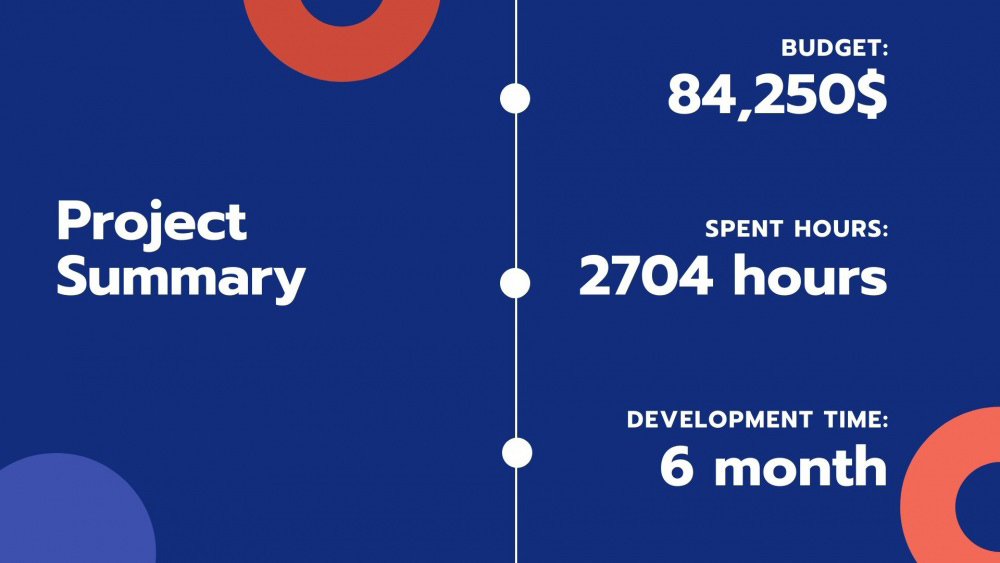 Project
Summary
BUDGET:
84,250$
SPENT HOURS:
2704 hours
DEVELOPMENT TIME:
6 month